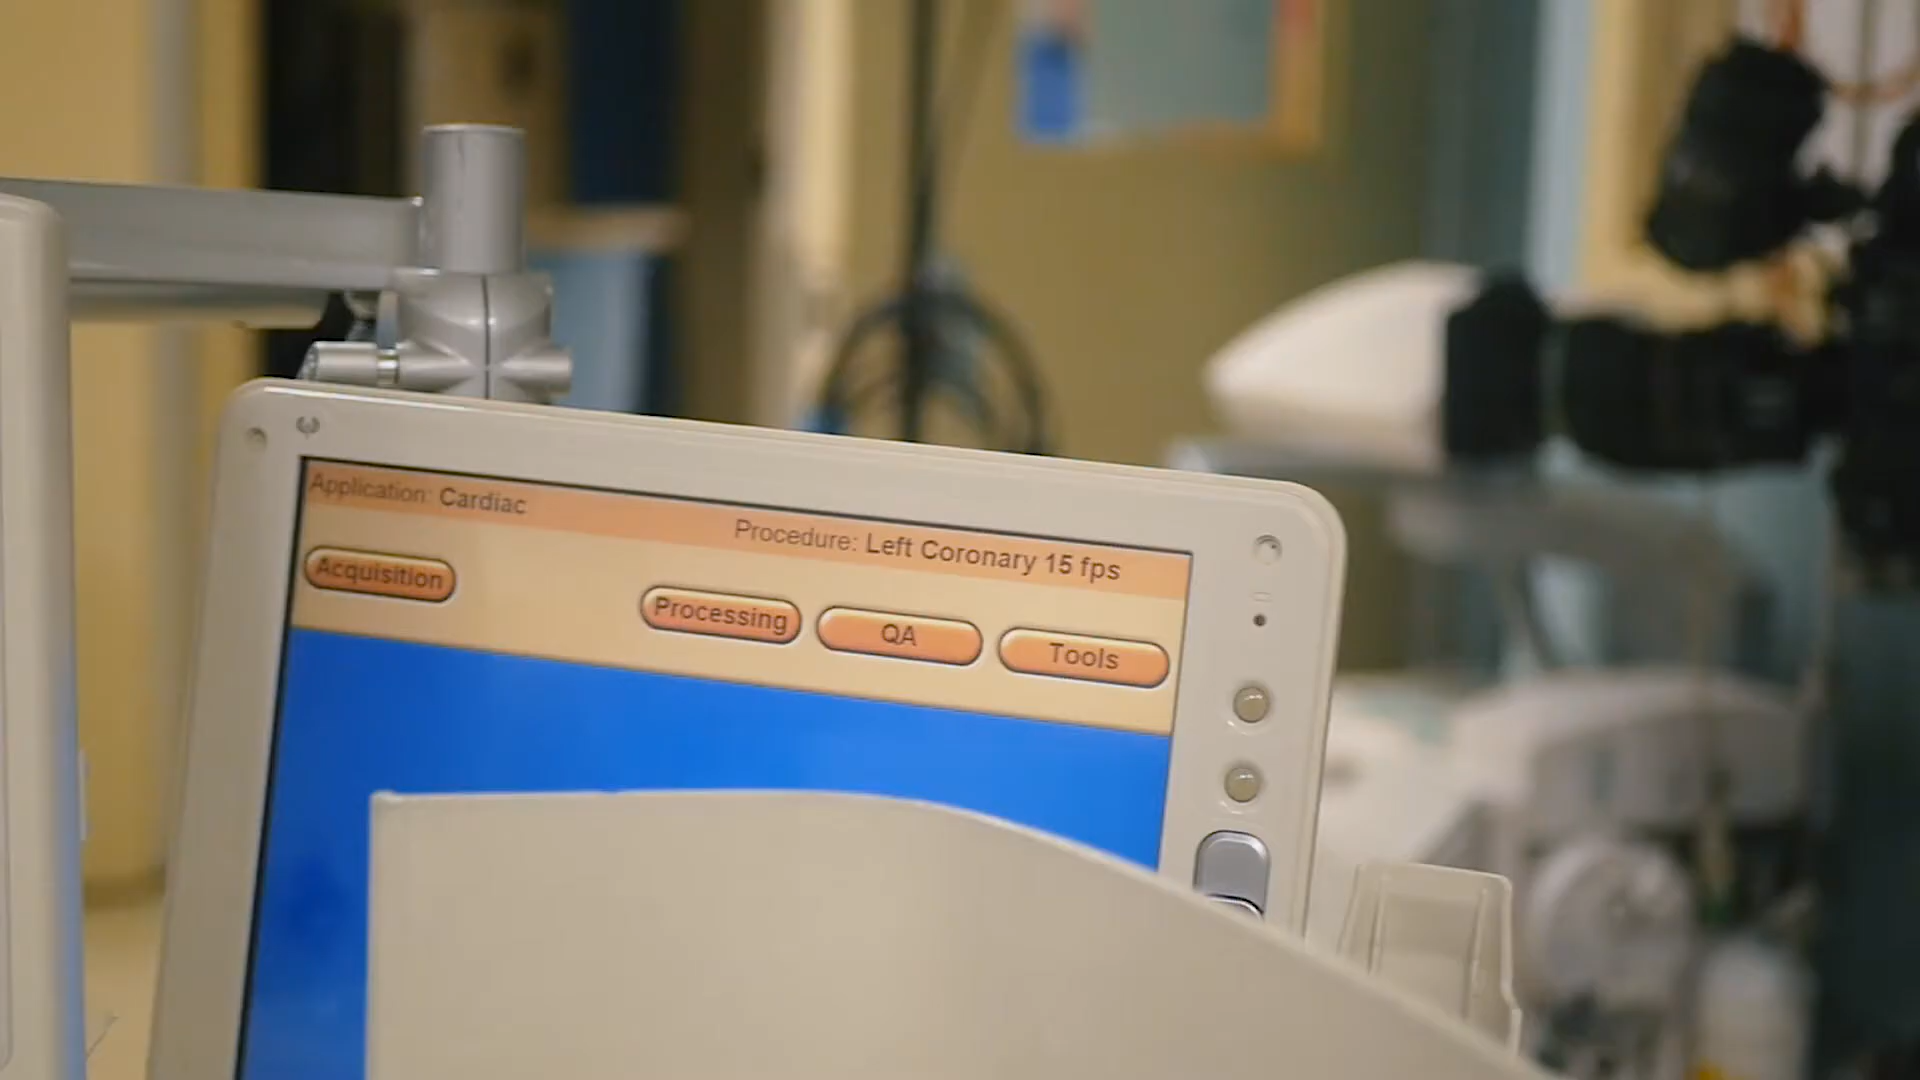 Application: Cardiac
Procedure: Left Coronary 15 fps
Acquisition
Processing
QA
Tools